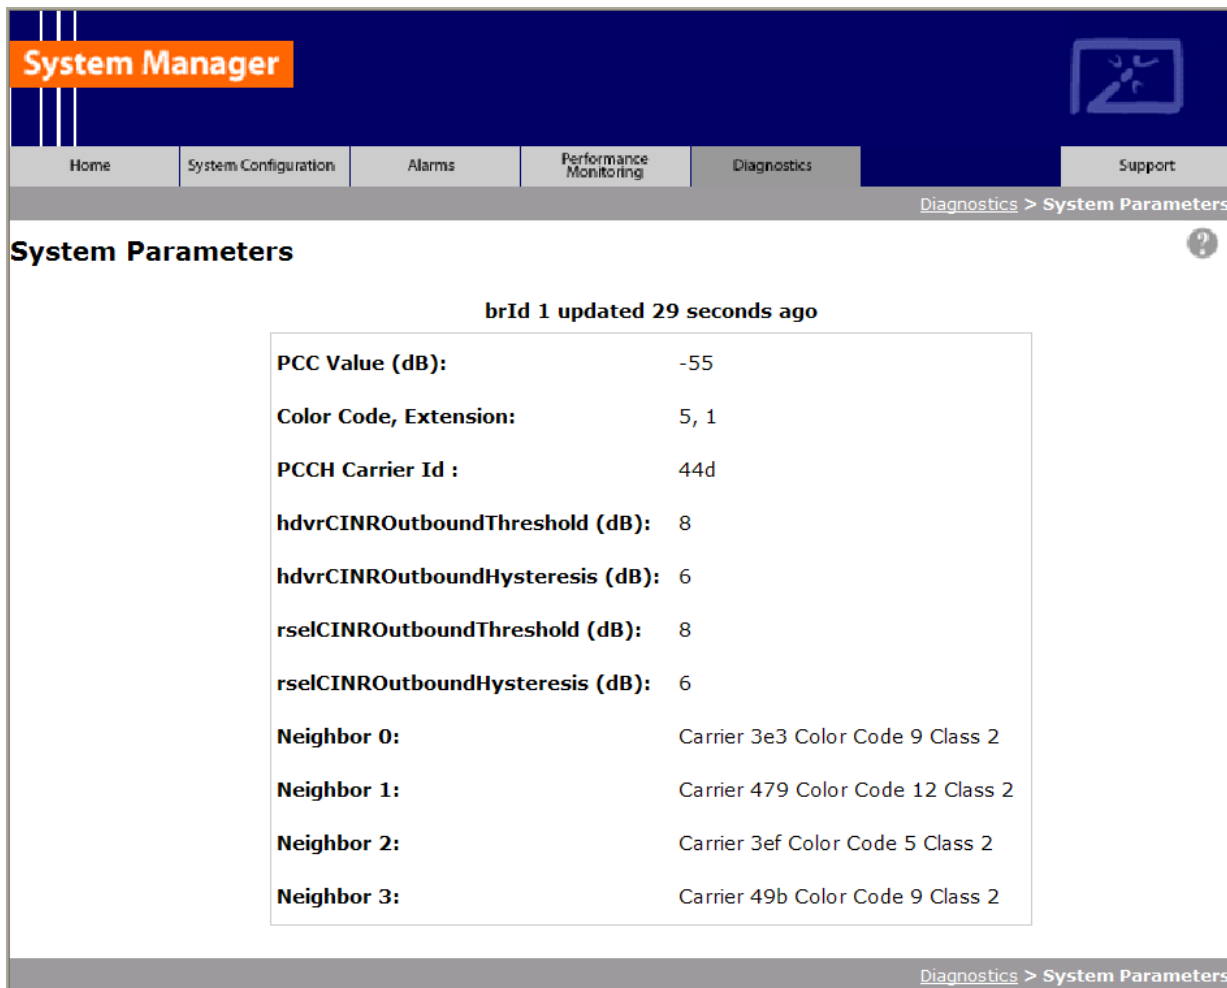 System Manager
Home System Configuration Alarms Performance Monitoring Diagnostics Support
Diagnostics > System Parameters
System Parameters
?
brId 1 updated 29 seconds ago
PCC Value (dB): -55
Color Code, Extension: 5, 1
PCCH Carrier Id : 44d
hdvrCINROutboundThreshold (dB): 8
hdvrCINROutboundHysteresis (dB): 6
rselCINROutboundThreshold (dB): 8
rselCINROutboundHysteresis (dB): 6
Neighbor 0: Carrier 3e3 Color Code 9 Class 2
Neighbor 1: Carrier 479 Color Code 12 Class 2
Neighbor 2: Carrier 3ef Color Code 5 Class 2
Neighbor 3: Carrier 49b Color Code 9 Class 2
Diagnostics > System Parameters